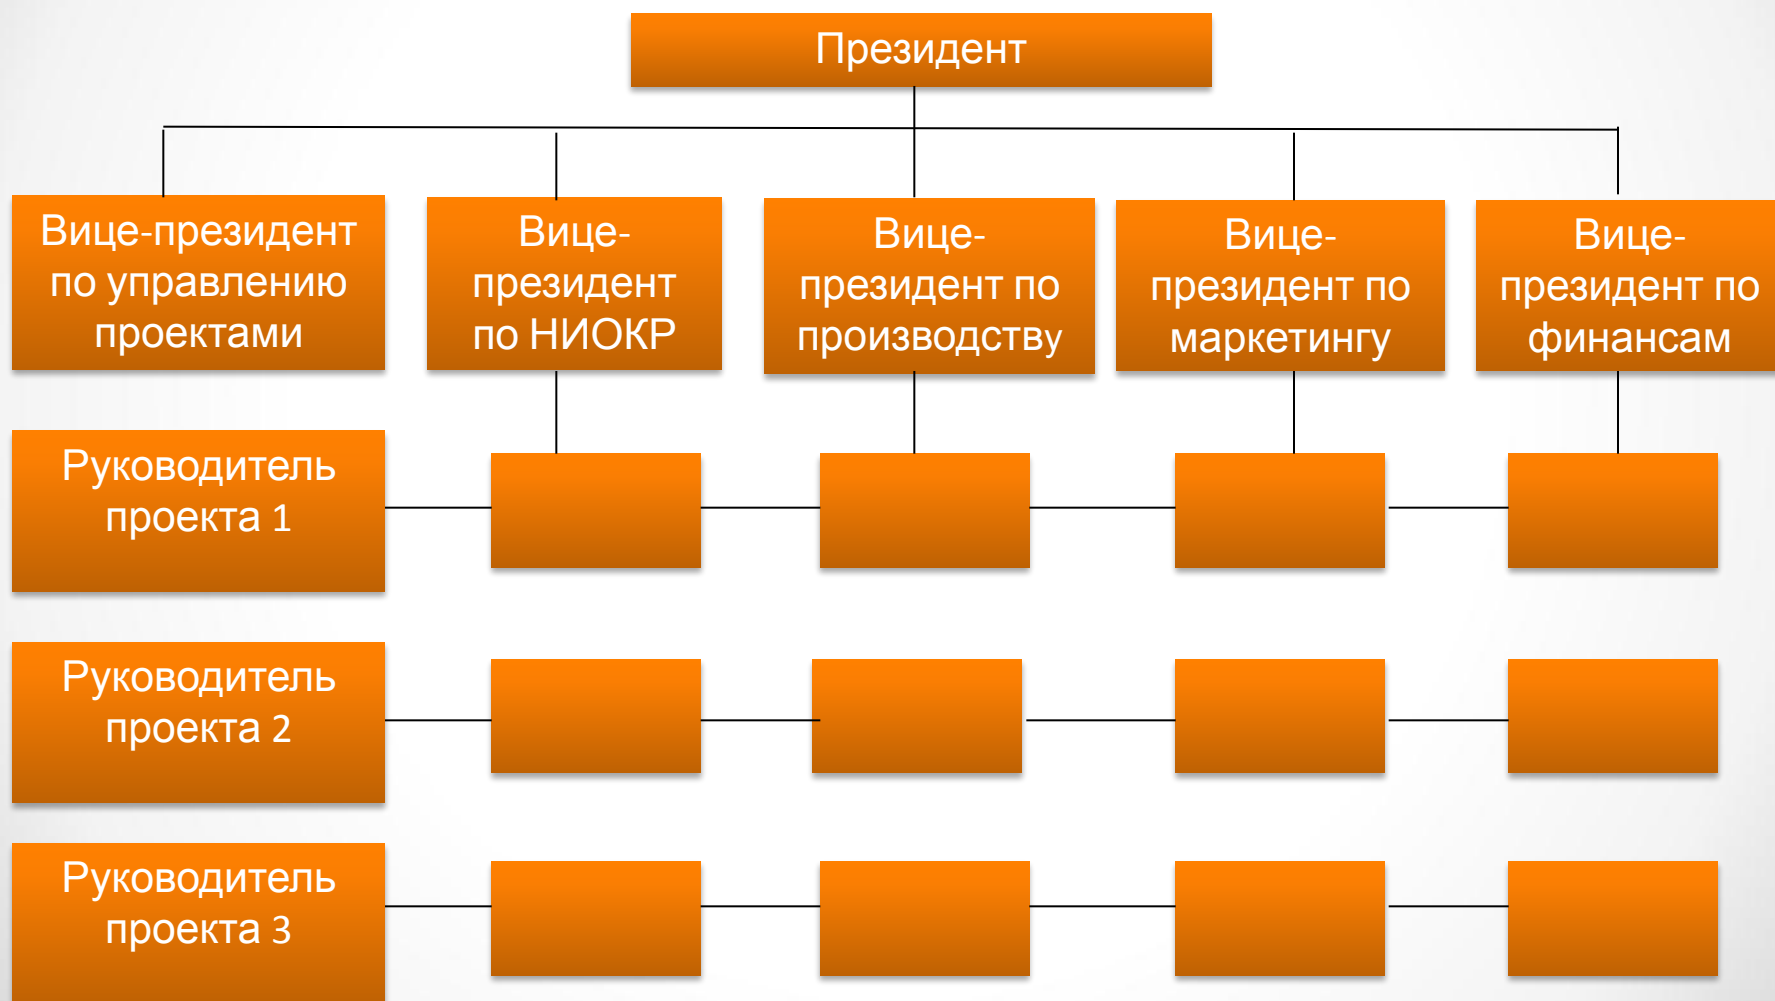 Президент
Вице-президент
по управлению
проектами
Вице-
президент
по НИОКР
Вице-
президент по
производству
Вице-
президент по
маркетингу
Вице-
президент по
финансам
Руководитель
проекта 1
Руководитель
проекта 2
Руководитель
проекта 3